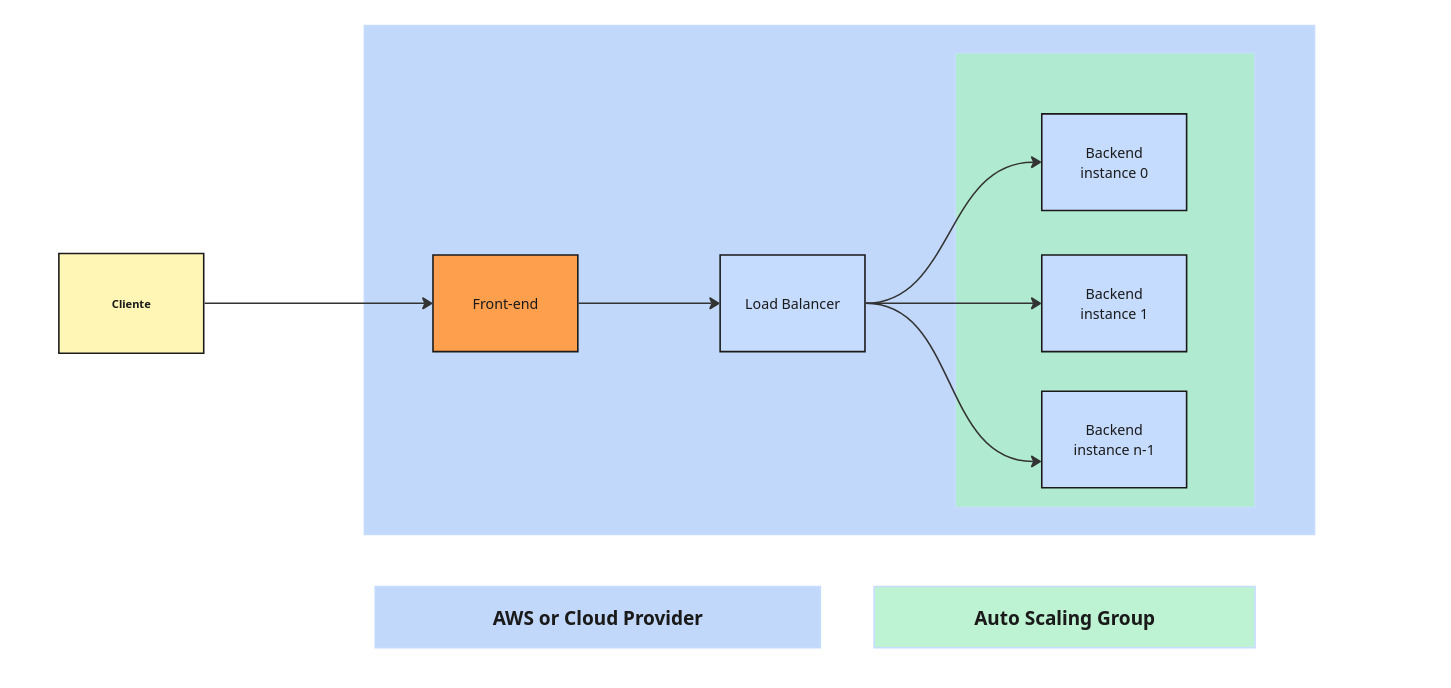 Cliente
Front-end
Load Balancer
Backend
instance 0
Backend
instance 1
Backend
instance n-1
AWS or Cloud Provider
Auto Scaling Group